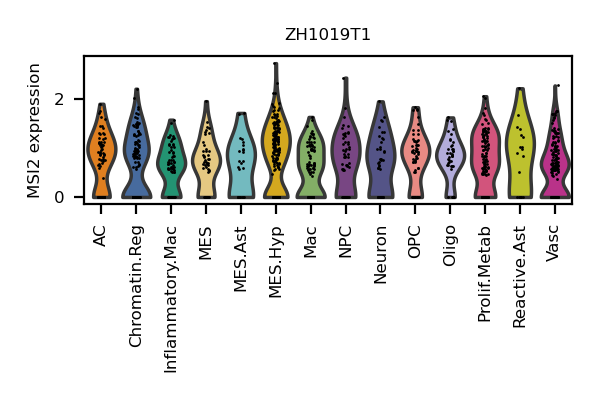 ZH1019T1
MSI2 expression
2
0
AC
Chromatin.Reg
Inflammatory.Mac
MES
MES.Ast
MES.Hyp
Mac
NPC
Neuron
OPC
Oligo
Prolif.Metab
Reactive.Ast
Vasc